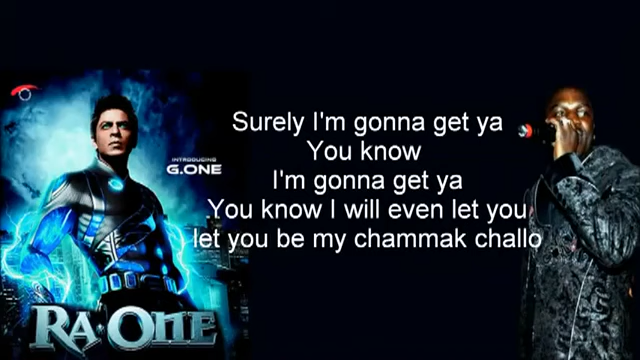 INTRODUCING
G.ONE
RA·ONE
Surely I'm gonna get ya
You know
I'm gonna get ya
You know I will even let you
let you be my chammak challo